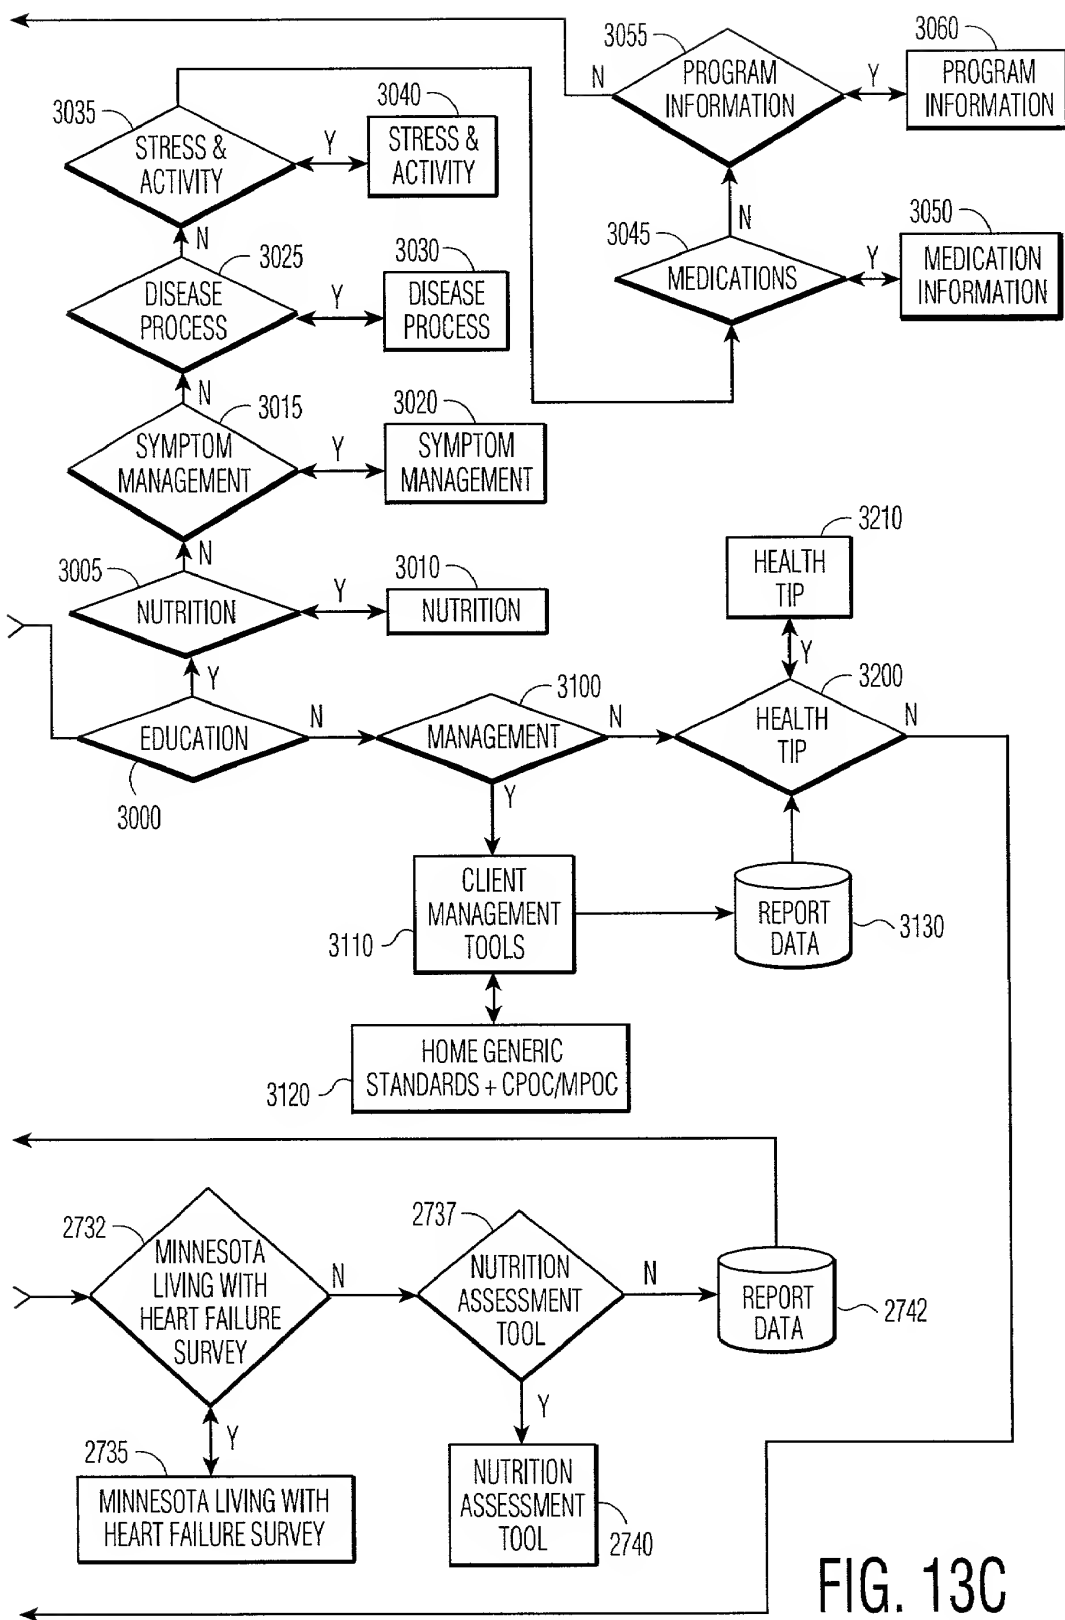 3055
N
PROGRAM
INFORMATION
Y
3060
PROGRAM
INFORMATION
3035
STRESS &
ACTIVITY
Y
3040
STRESS &
ACTIVITY
N
N
3045
MEDICATIONS
Y
3050
MEDICATION
INFORMATION
3025
DISEASE
PROCESS
Y
3030
DISEASE
PROCESS
N
3015
SYMPTOM
MANAGEMENT
Y
3020
SYMPTOM
MANAGEMENT
N
3005
NUTRITION
Y
3010
NUTRITION
Y
3210
HEALTH
TIP
Y
EDUCATION
3000
N
3100
MANAGEMENT
N
3200
HEALTH
TIP
N
Y
CLIENT
MANAGEMENT
TOOLS
3110
REPORT
DATA
3130
HOME GENERIC
STANDARDS + CPOC/MPOC
3120
2732
MINNESOTA
LIVING WITH
HEART FAILURE
SURVEY
N
2737
NUTRITION
ASSESSMENT
TOOL
N
REPORT
DATA
2742
Y
2735
MINNESOTA LIVING WITH
HEART FAILURE SURVEY
Y
NUTRITION
ASSESSMENT
TOOL
2740
FIG. 13C